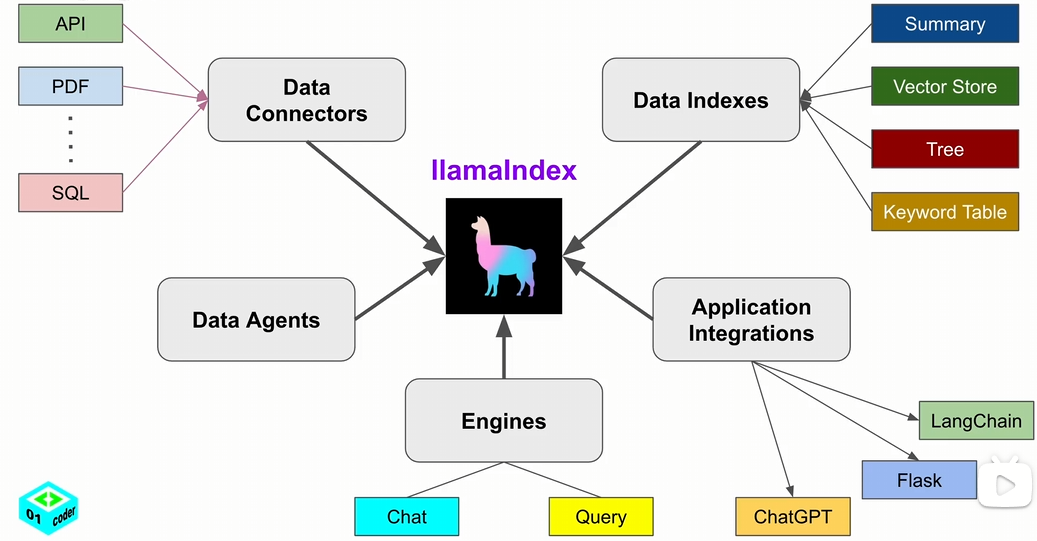 API
PDF
SQL
Data
Connectors
Data Indexes
Summary
Vector Store
Tree
Keyword Table
llamaIndex
Data Agents
Application
Integrations
Engines
Chat
Query
LangChain
Flask
ChatGPT
01
coder